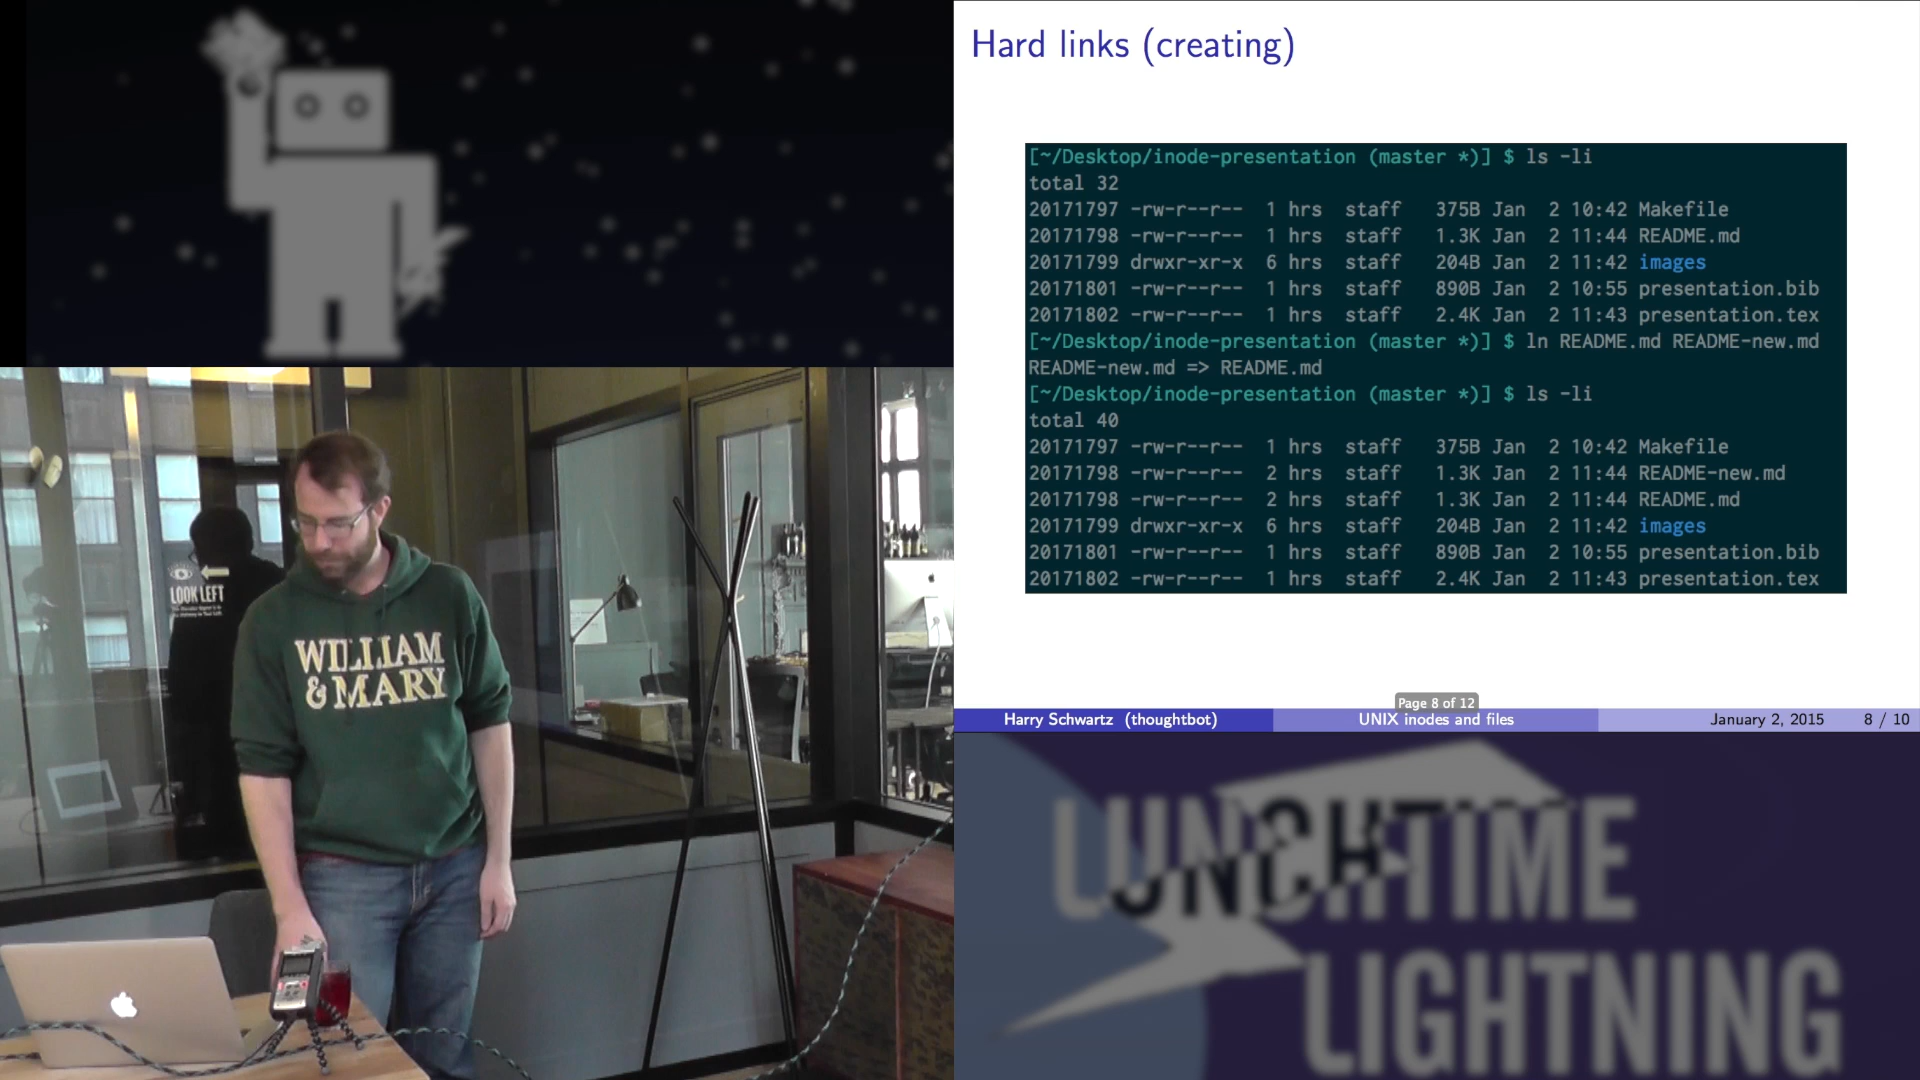 Hard links (creating)
[~/Desktop/inode-presentation (master *)] $ ls -li
total 32
20171797 -rw-r--r--  1 hrs  staff   375B Jan  2 10:42 Makefile
20171798 -rw-r--r--  1 hrs  staff   1.3K Jan  2 11:44 README.md
20171799 drwxr-xr-x  6 hrs  staff   204B Jan  2 11:42 images
20171801 -rw-r--r--  1 hrs  staff   890B Jan  2 10:55 presentation.bib
20171802 -rw-r--r--  1 hrs  staff   2.4K Jan  2 11:43 presentation.tex
[~/Desktop/inode-presentation (master *)] $ ln README.md README-new.md
README-new.md => README.md
[~/Desktop/inode-presentation (master *)] $ ls -li
total 40
20171797 -rw-r--r--  1 hrs  staff   375B Jan  2 10:42 Makefile
20171798 -rw-r--r--  2 hrs  staff   1.3K Jan  2 11:44 README-new.md
20171798 -rw-r--r--  2 hrs  staff   1.3K Jan  2 11:44 README.md
20171799 drwxr-xr-x  6 hrs  staff   204B Jan  2 11:42 images
20171801 -rw-r--r--  1 hrs  staff   890B Jan  2 10:55 presentation.bib
20171802 -rw-r--r--  1 hrs  staff   2.4K Jan  2 11:43 presentation.tex
Page 8 of 12
Harry Schwartz (thoughtbot) UNIX inodes and files January 2, 2015 8 / 10
LOOK LEFT
WILLIAM
& MARY
LUNCHTIME
LIGHTNING